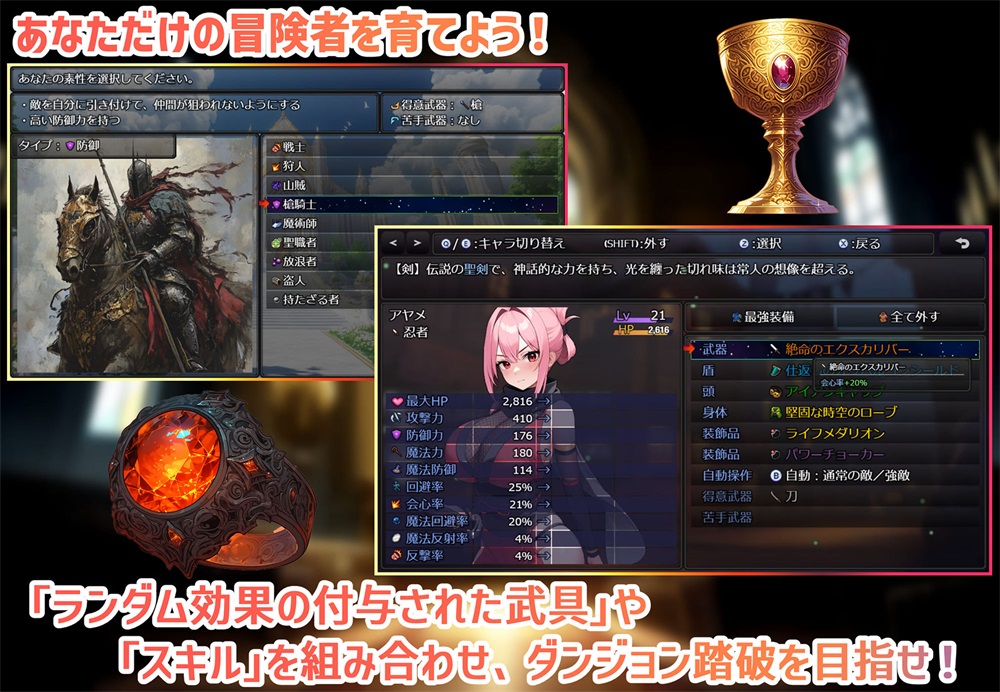 あなただけの冒険者を育てよう！
あなたの素性を選択してください。
・敵を自分に引き付けて、仲間が狙われないようにする
・高い防御力を持つ
得意武器：槍
苦手武器：なし
タイプ：防御
戦士
狩人
山賊
槍騎士
魔術師
聖職者
放浪者
盗人
持たざる者
< > Q/E:キャラ切り替え (SHIFT):外す Z:選択 X:戻る
【剣】伝説の聖剣で、神話的な力を持ち、光を纏った切れ味は常人の想像を超える。
アヤメ
忍者
Lv 21
HP 2,616
最強装備 全て外す
武器 絶命のエクスカリバー
絶命のエクスカリバー
会心率+20%
盾 仕返
頭
身体 堅固な時空のローブ
装飾品 ライフメダリオン
装飾品 パワーチョーカー
自動操作 B 自動：通常の敵／強敵
得意武器 刀
苦手武器
最大HP 2,816
攻撃力 410
防御力 176
魔法力 180
魔法防御 114
回避率 25%
会心率 21%
魔法回避率 20%
魔法反射率 4%
反撃率 4%
「ランダム効果の付与された武具」や
「スキル」を組み合わせ、ダンジョン踏破を目指せ！